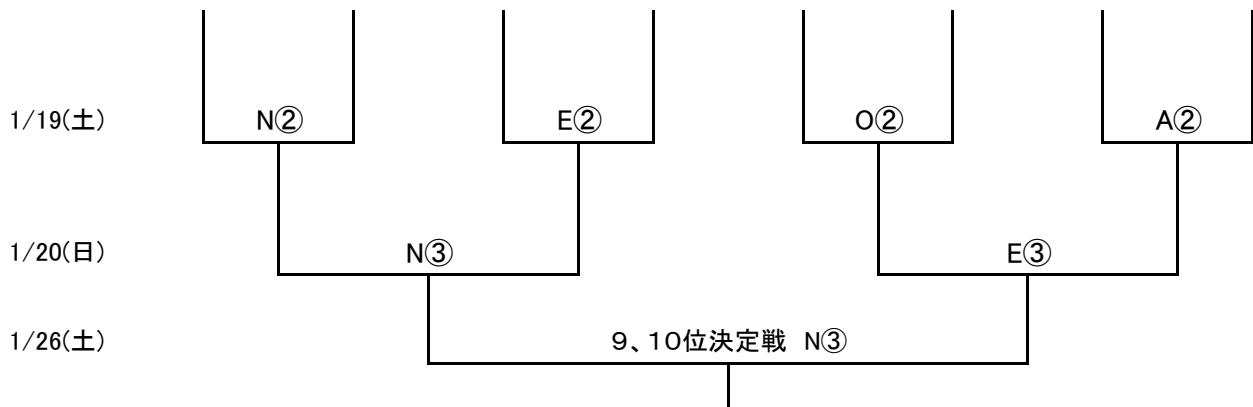 1/19(土) N② E② O② A②
1/20(日) N③ E③
1/26(土) 9、10位決定戦 N③